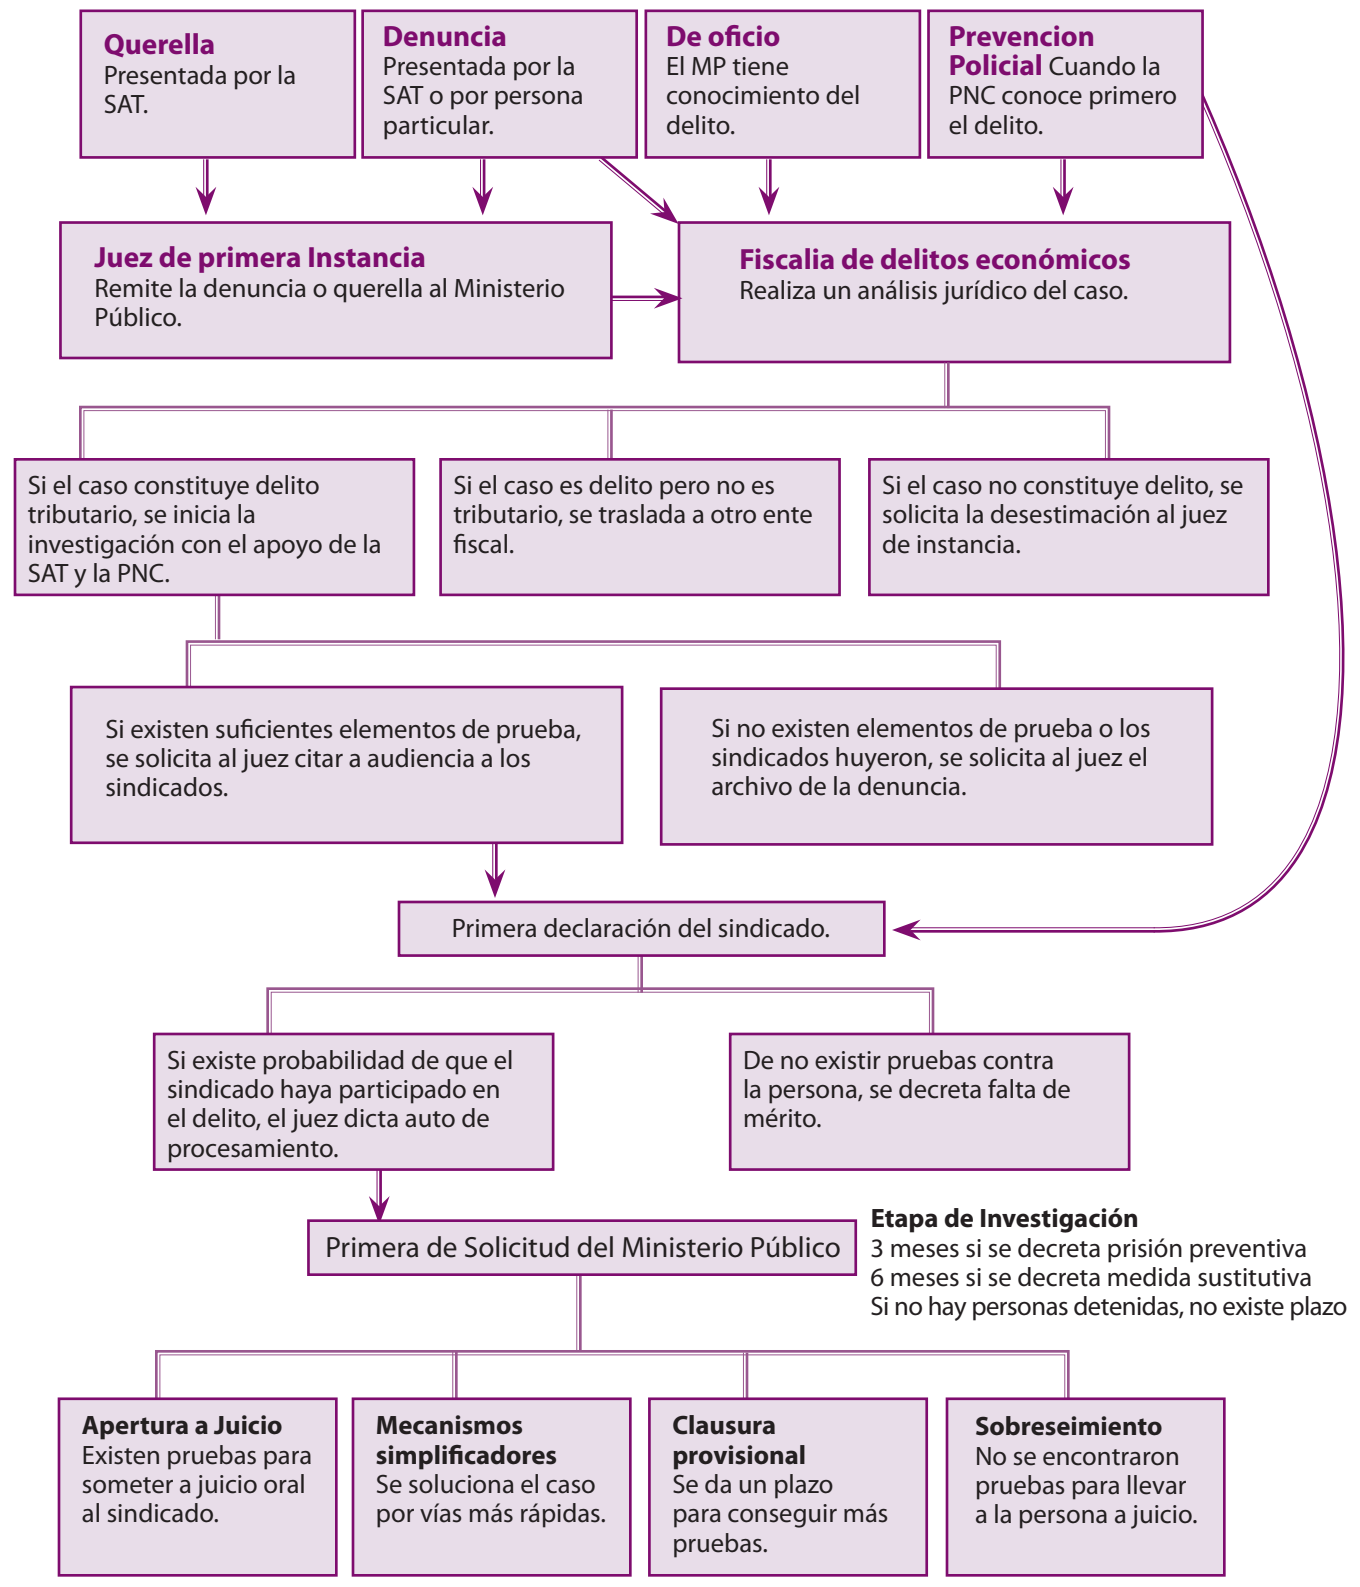 Querella
Presentada por la
SAT.
Denuncia
Presentada por la
SAT o por persona
particular.
De oficio
El MP tiene
conocimiento del
delito.
Prevencion
Policial Cuando la
PNC conoce primero
el delito.
Juez de primera Instancia
Remite la denuncia o querella al Ministerio
Público.
Fiscalia de delitos económicos
Realiza un análisis jurídico del caso.
Si el caso constituye delito
tributario, se inicia la
investigación con el apoyo de la
SAT y la PNC.
Si el caso es delito pero no es
tributario, se traslada a otro ente
fiscal.
Si el caso no constituye delito, se
solicita la desestimación al juez
de instancia.
Si existen suficientes elementos de prueba,
se solicita al juez citar a audiencia a los
sindicados.
Si no existen elementos de prueba o los
sindicados huyeron, se solicita al juez el
archivo de la denuncia.
Primera declaración del sindicado.
Si existe probabilidad de que el
sindicado haya participado en
el delito, el juez dicta auto de
procesamiento.
De no existir pruebas contra
la persona, se decreta falta de
mérito.
Primera de Solicitud del Ministerio Público
Etapa de Investigación
3 meses si se decreta prisión preventiva
6 meses si se decreta medida sustitutiva
Si no hay personas detenidas, no existe plazo
Apertura a Juicio
Existen pruebas para
someter a juicio oral
al sindicado.
Mecanismos
simplificadores
Se soluciona el caso
por vías más rápidas.
Clausura
provisional
Se da un plazo
para conseguir más
pruebas.
Sobreseimiento
No se encontraron
pruebas para llevar
a la persona a juicio.